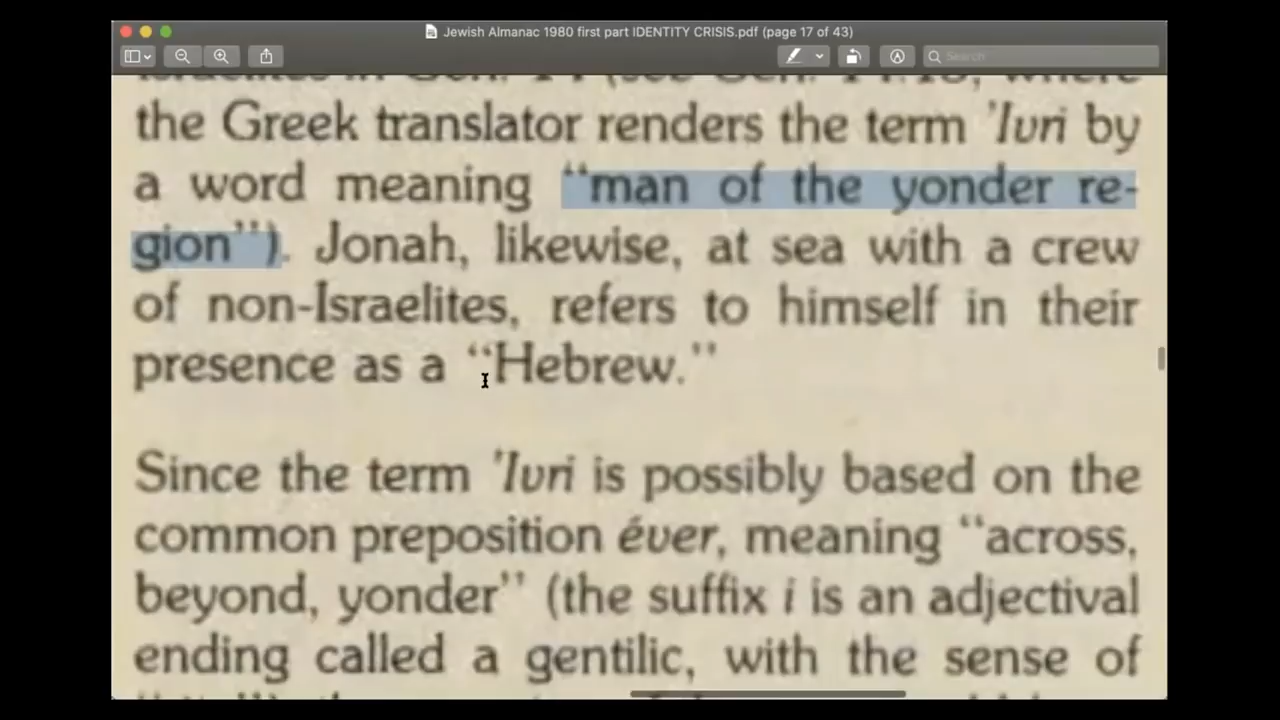 Jewish Almanac 1980 first part IDENTITY CRISIS.pdf (page 17 of 43)
Search
the Greek translator renders the term 'Ivri by
a word meaning “man of the yonder re-
gion”). Jonah, likewise, at sea with a crew
of non-Israelites, refers to himself in their
presence as a “Hebrew.”
Since the term 'Ivri is possibly based on the
common preposition éver, meaning “across,
beyond, yonder” (the suffix i is an adjectival
ending called a gentilic, with the sense of